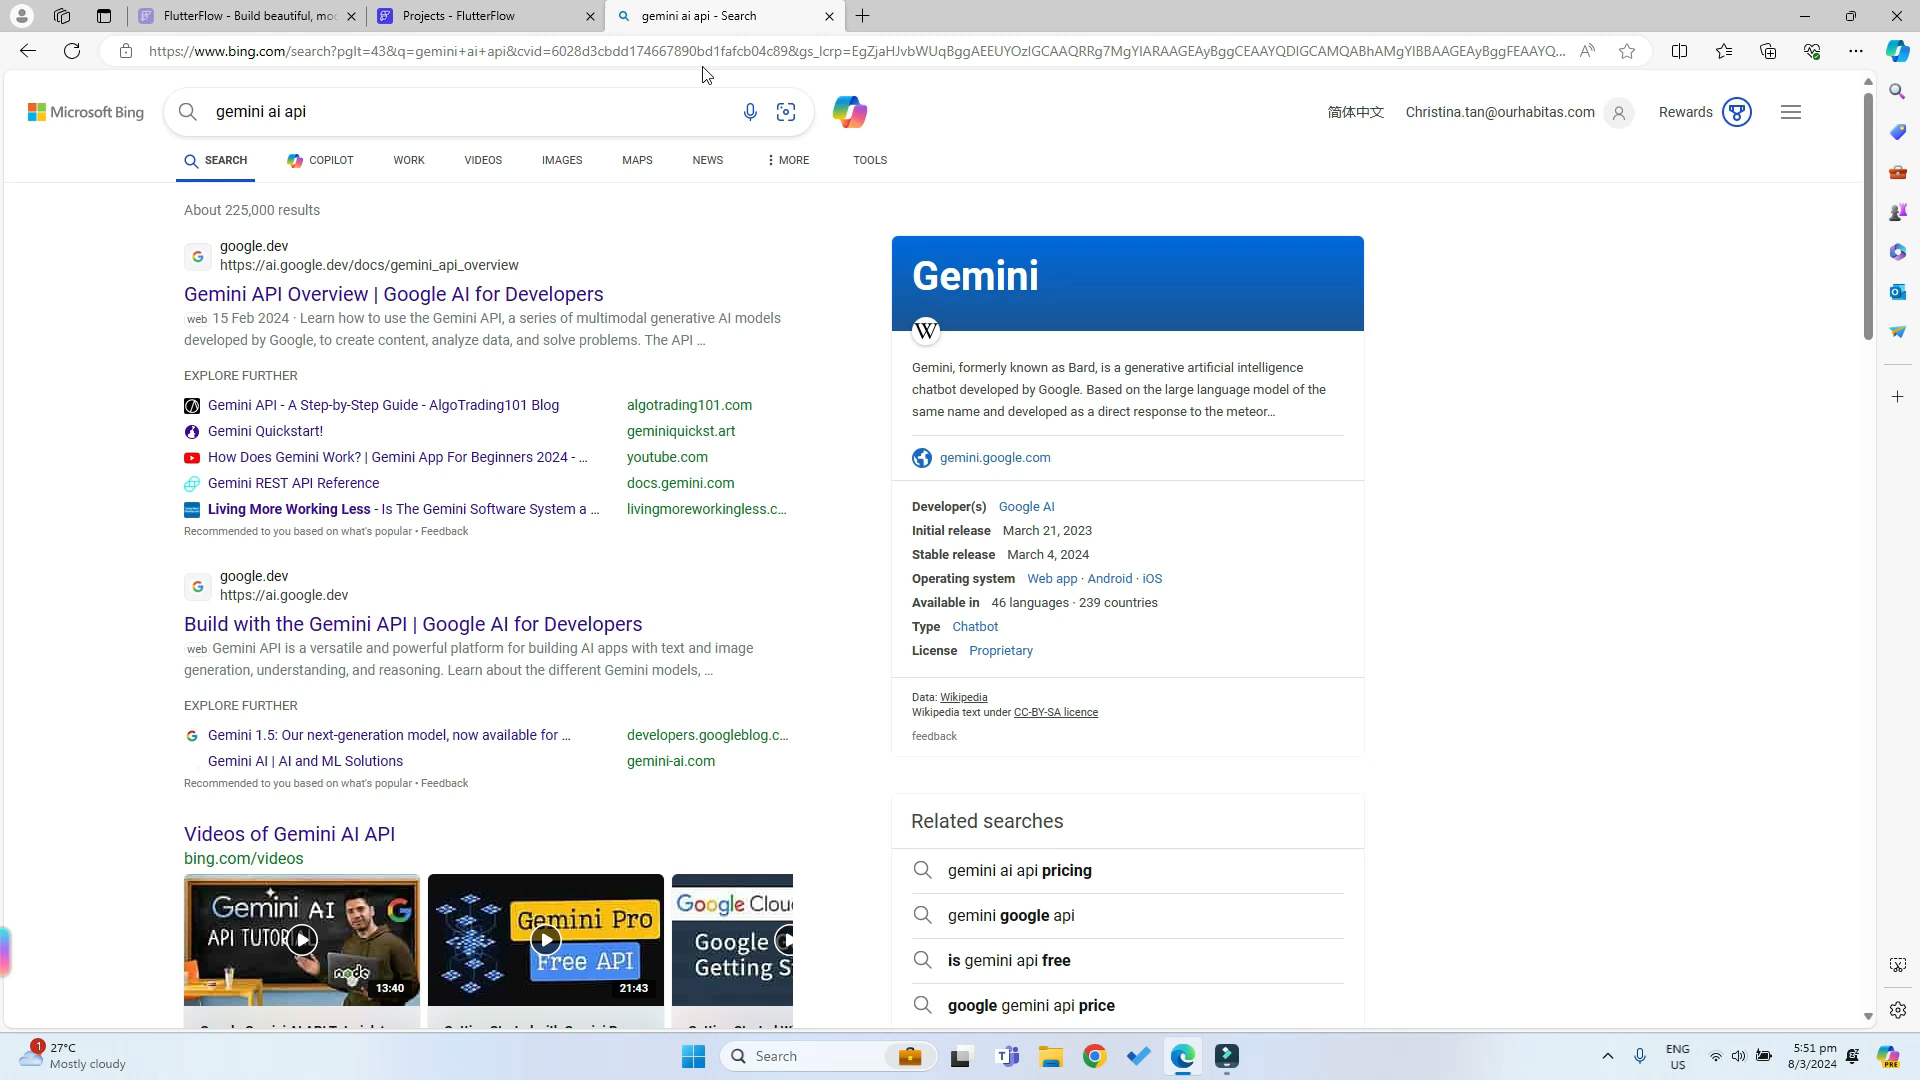 FlutterFlow - Build beautiful, mo
Projects - FlutterFlow
gemini ai api - Search
https://www.bing.com/search?pglt=43&q=gemini+ai+api&cvid=6028d3cbdd174667890bd1fafcb04c89&gs_lcrp=EgZjaHJvbWUqBggAEEUYOzIGCAAQRRg7MgYIARAAGEAyBggCEAAYQDIGCAMQABhAMgYIBBAAGEAyBggFEAAYQ...
Microsoft Bing
gemini ai api
简体中文
Christina.tan@ourhabitas.com
Rewards
SEARCH
COPILOT
WORK
VIDEOS
IMAGES
MAPS
NEWS
MORE
TOOLS
About 225,000 results
google.dev
https://ai.google.dev/docs/gemini_api_overview
Gemini API Overview | Google AI for Developers
web 15 Feb 2024 · Learn how to use the Gemini API, a series of multimodal generative AI models
developed by Google, to create content, analyze data, and solve problems. The API ...
EXPLORE FURTHER
Gemini API - A Step-by-Step Guide - AlgoTrading101 Blog algotrading101.com
Gemini Quickstart! geminiquickst.art
How Does Gemini Work? | Gemini App For Beginners 2024 - ... youtube.com
Gemini REST API Reference docs.gemini.com
Living More Working Less - Is The Gemini Software System a ... livingmoreworkingless.c...
Recommended to you based on what's popular • Feedback
google.dev
https://ai.google.dev
Build with the Gemini API | Google AI for Developers
web Gemini API is a versatile and powerful platform for building AI apps with text and image
generation, understanding, and reasoning. Learn about the different Gemini models, ...
EXPLORE FURTHER
Gemini 1.5: Our next-generation model, now available for ... developers.googleblog.c...
Gemini AI | AI and ML Solutions gemini-ai.com
Recommended to you based on what's popular • Feedback
Videos of Gemini AI API
bing.com/videos
Gemini AI
API TUTORIAL
node
13:40
Gemini Pro
Free API
21:43
Google Clou
Google
Getting S
Gemini
W
Gemini, formerly known as Bard, is a generative artificial intelligence
chatbot developed by Google. Based on the large language model of the
same name and developed as a direct response to the meteor...
gemini.google.com
Developer(s) Google AI
Initial release March 21, 2023
Stable release March 4, 2024
Operating system Web app · Android · iOS
Available in 46 languages · 239 countries
Type Chatbot
License Proprietary
Data: Wikipedia
Wikipedia text under CC-BY-SA licence
feedback
Related searches
gemini ai api pricing
gemini google api
is gemini api free
google gemini api price
1
27°C
Mostly cloudy
Search
ENG
US
5:51 pm
8/3/2024
PRE